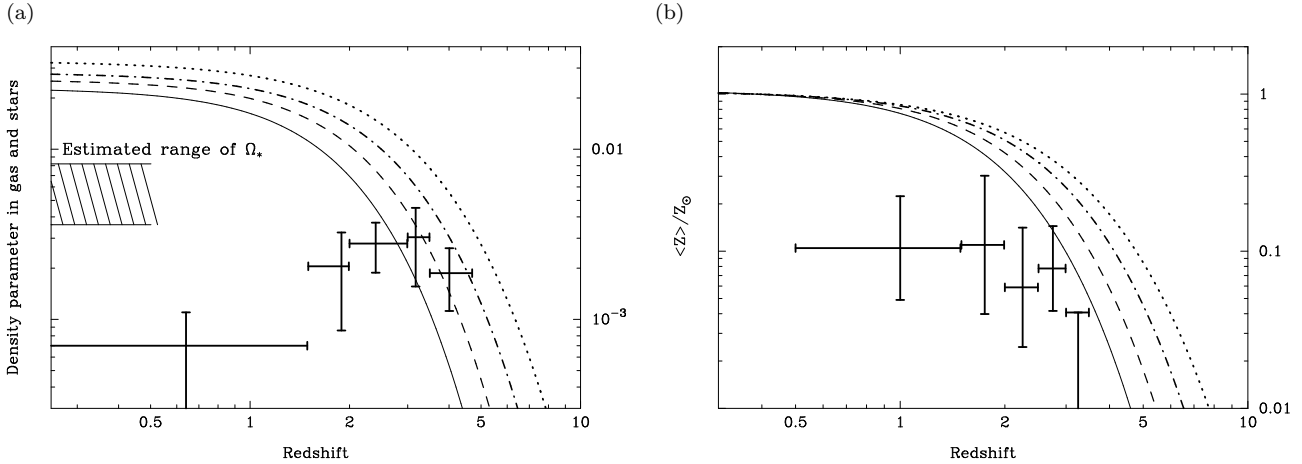 (a)
Density parameter in gas and stars
Estimated range of Ω*
0.01
10⁻³
0.5 1 2 5 10
Redshift
(b)
<Z>/Z☉
1
0.1
0.01
0.5 1 2 5 10
Redshift